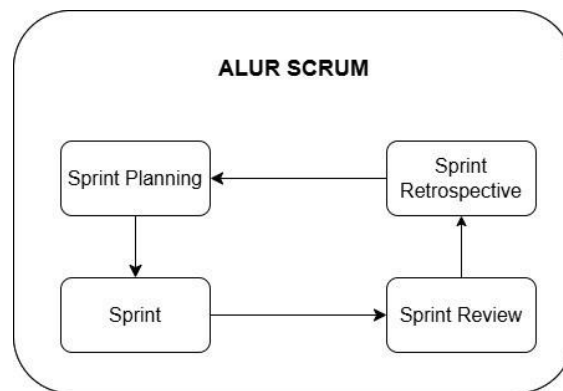 ALUR SCRUM
Sprint Planning
Sprint
Retrospective
Sprint
Sprint Review